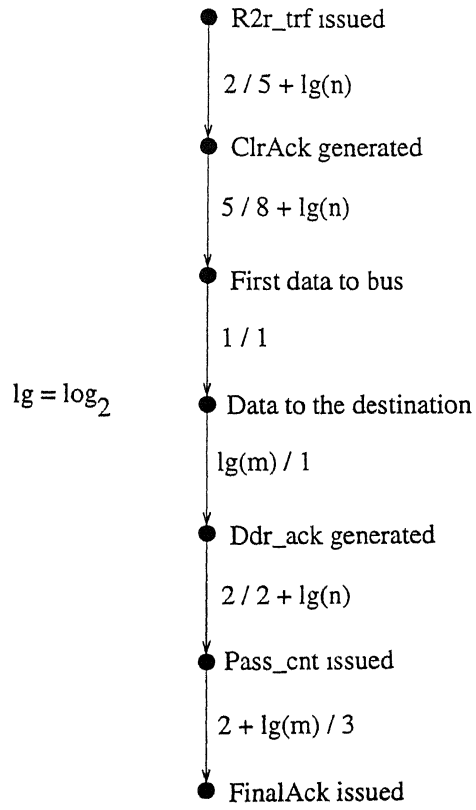 R2r_trf issued
2 / 5 + lg(n)
ClrAck generated
5 / 8 + lg(n)
First data to bus
1 / 1
lg = log2
Data to the destination
lg(m) / 1
Ddr_ack generated
2 / 2 + lg(n)
Pass_cnt issued
2 + lg(m) / 3
FinalAck issued